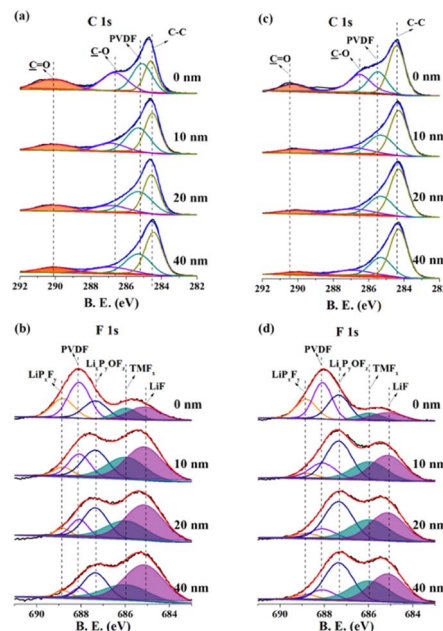 (a) C 1s
PVDF
C-C
C-O
C=O
0 nm
10 nm
20 nm
40 nm
292 290 288 286 284 282
B. E. (eV)
(c) C 1s
C-C
PVDF
C-O
C=O
0 nm
10 nm
20 nm
40 nm
292 290 288 286 284 282
B. E. (eV)
(b) F 1s
PVDF
LiPxFy LixPyOFz TMFx
LiF
0 nm
10 nm
20 nm
40 nm
690 688 686 684
B. E. (eV)
(d) F 1s
PVDF
LiPxFy LixPyOFz TMFx
LiF
0 nm
10 nm
20 nm
40 nm
690 688 686 684
B. E. (eV)